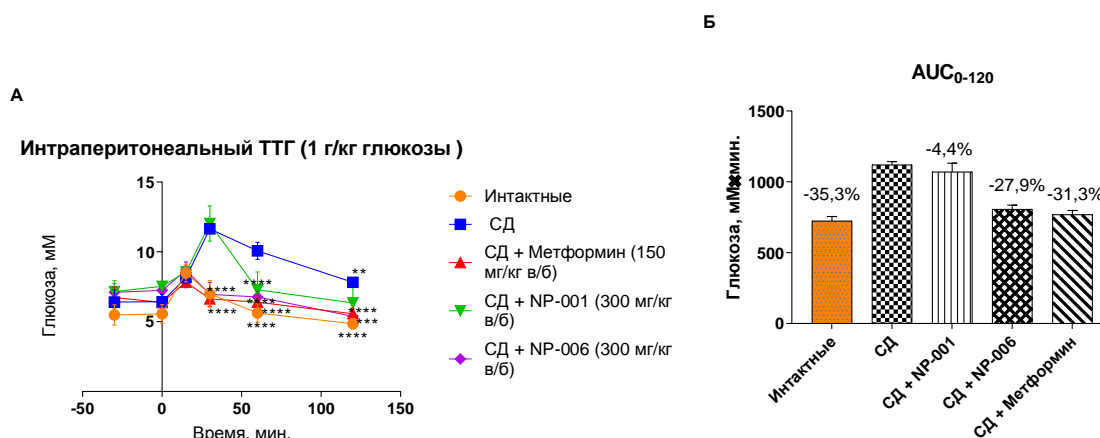 А
Интраперитонеальный ТТГ (1 г/кг глюкозы )
Глюкоза, мМ
15
10
5
-50
0
50
100
150
Время, мин.
**
****
****
****
****
****
****
****
***
****
Интактные
СД
СД + Метформин (150
мг/кг в/б)
СД + NP-001 (300 мг/кг
в/б)
СД + NP-006 (300 мг/кг
в/б)
Б
AUC0-120
Глюкоза, мМ×мин.
1500
1000
500
0
-35,3%
-4,4%
-27,9%
-31,3%
Интактные
СД
СД + NP-001
СД + NP-006
СД + Метформин